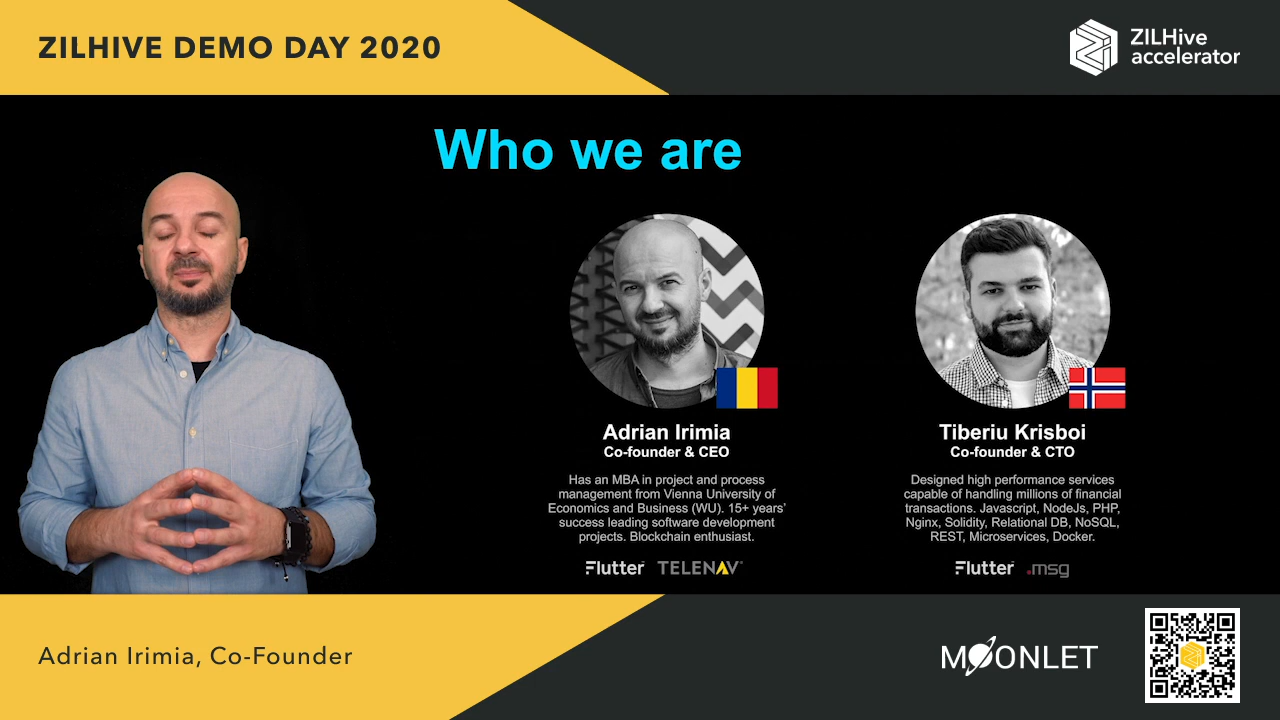 ZILHIVE DEMO DAY 2020
ZILHive
accelerator
Who we are
Adrian Irimia
Co-founder & CEO
Has an MBA in project and process
management from Vienna University of
Economics and Business (WU). 15+ years'
success leading software development
projects. Blockchain enthusiast.
Flutter TELENAV
Tiberiu Krisboi
Co-founder & CTO
Designed high performance services
capable of handling millions of financial
transactions. Javascript, NodeJs, PHP,
Nginx, Solidity, Relational DB, NoSQL,
REST, Microservices, Docker.
Flutter .msg
Adrian Irimia, Co-Founder
MOONLET